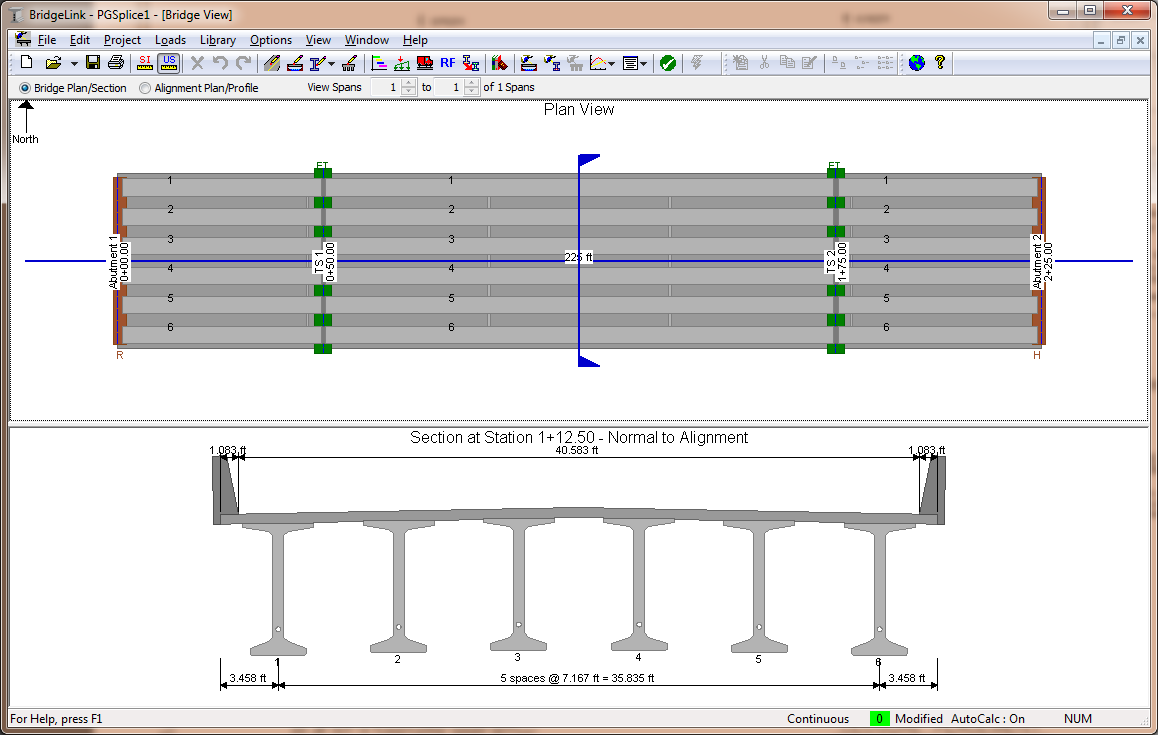 BridgeLink - PGSplice1 - [Bridge View]
File Edit Project Loads Library Options View Window Help
SI US RF
Bridge Plan/Section Alignment Plan/Profile View Spans 1 to 1 of 1 Spans
Plan View
North
ET ET
1 1 1
2 2 2
3 3 3
Abutment 1
0+00.00
TS 1
0+50.00
225 ft
TS 2
1+75.00
Abutment 2
2+25.00
4 4 4
5 5 5
6 6 6
R H
Section at Station 1+12.50 - Normal to Alignment
1.083 ft 40.583 ft 1.083 ft
1 2 3 4 5 6
3.458 ft 5 spaces @ 7.167 ft = 35.835 ft 3.458 ft
For Help, press F1 Continuous 0 Modified AutoCalc : On NUM